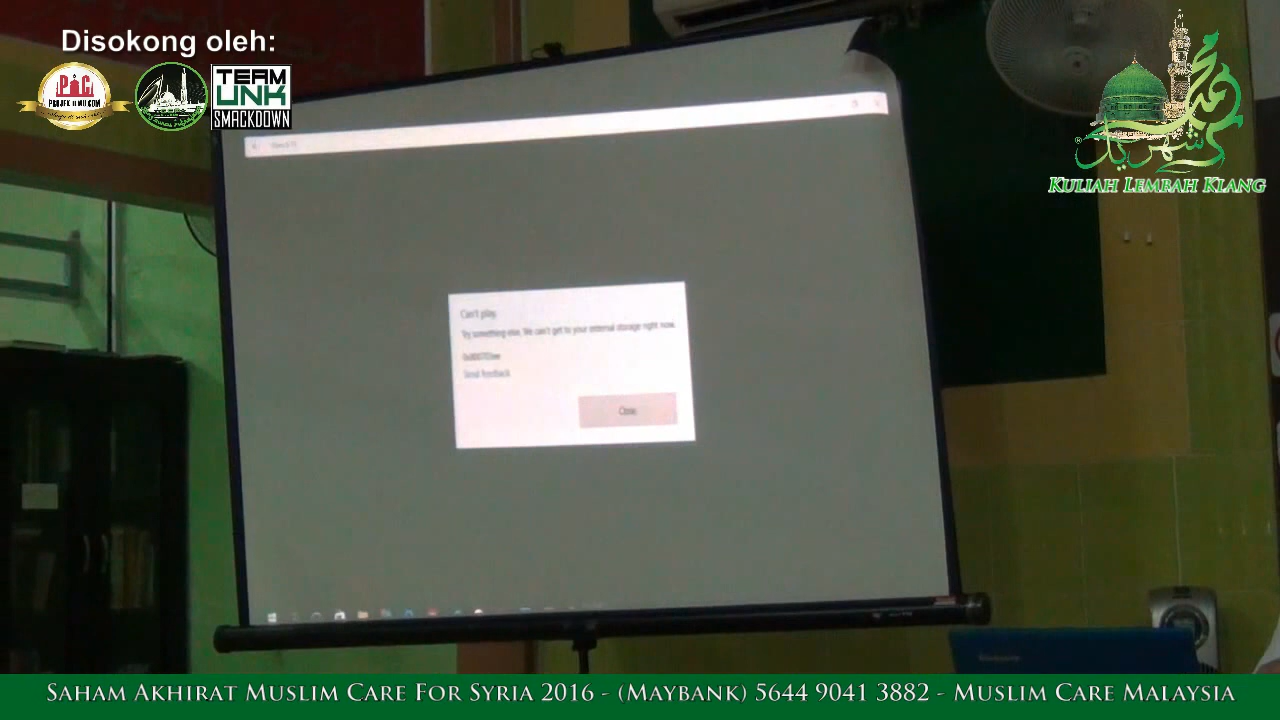 Disokong oleh:
TEAM
UNK
SMACKDOWN
KULIAH LEMBAH KLANG
Can't play.
Try something else. We can't get to your external storage right now.
Send feedback
Close
SAHAM AKHIRAT MUSLIM CARE FOR SYRIA 2016 - (MAYBANK) 5644 9041 3882 - MUSLIM CARE MALAYSIA